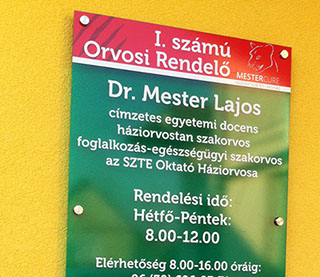 I. számú
Orvosi Rendelő
MESTERCURE
Dr. Mester Lajos
címzetes egyetemi docens
háziorvostan szakorvos
foglalkozás-egészségügyi szakorvos
az SZTE Oktató Háziorvosa
Rendelési idő:
Hétfő-Péntek:
8.00-12.00
Elérhetőség 8.00-16.00 óráig: